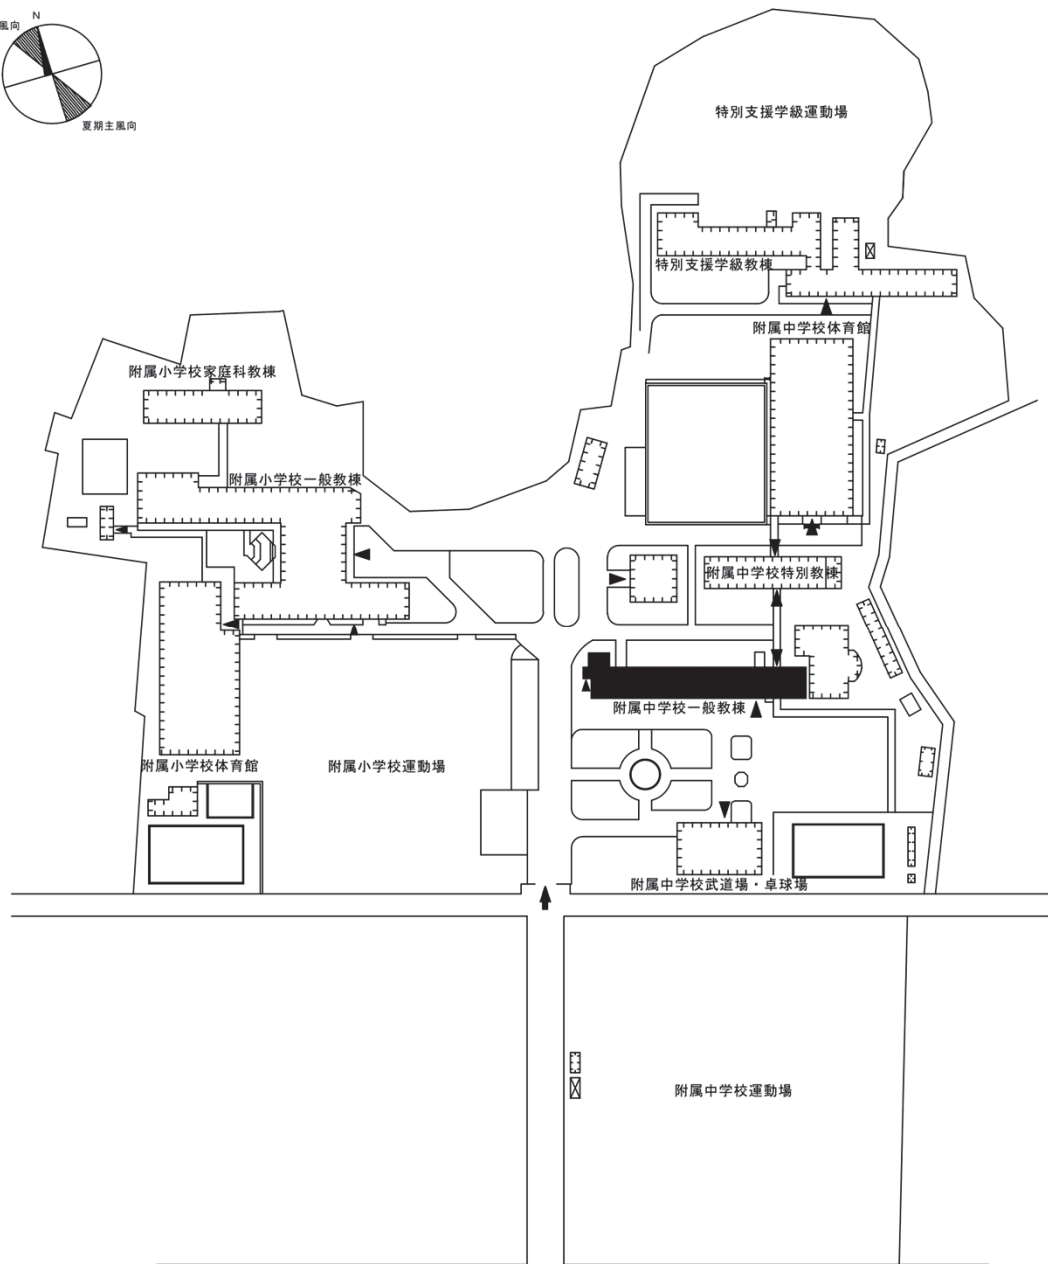 N
風向
夏期主風向
特別支援学級運動場
特別支援学級教棟
附属中学校体育館
附属小学校家庭科教棟
附属小学校一般教棟
附属中学校特別教棟
附属中学校一般教棟
附属小学校体育館
附属小学校運動場
附属中学校武道場・卓球場
附属中学校運動場